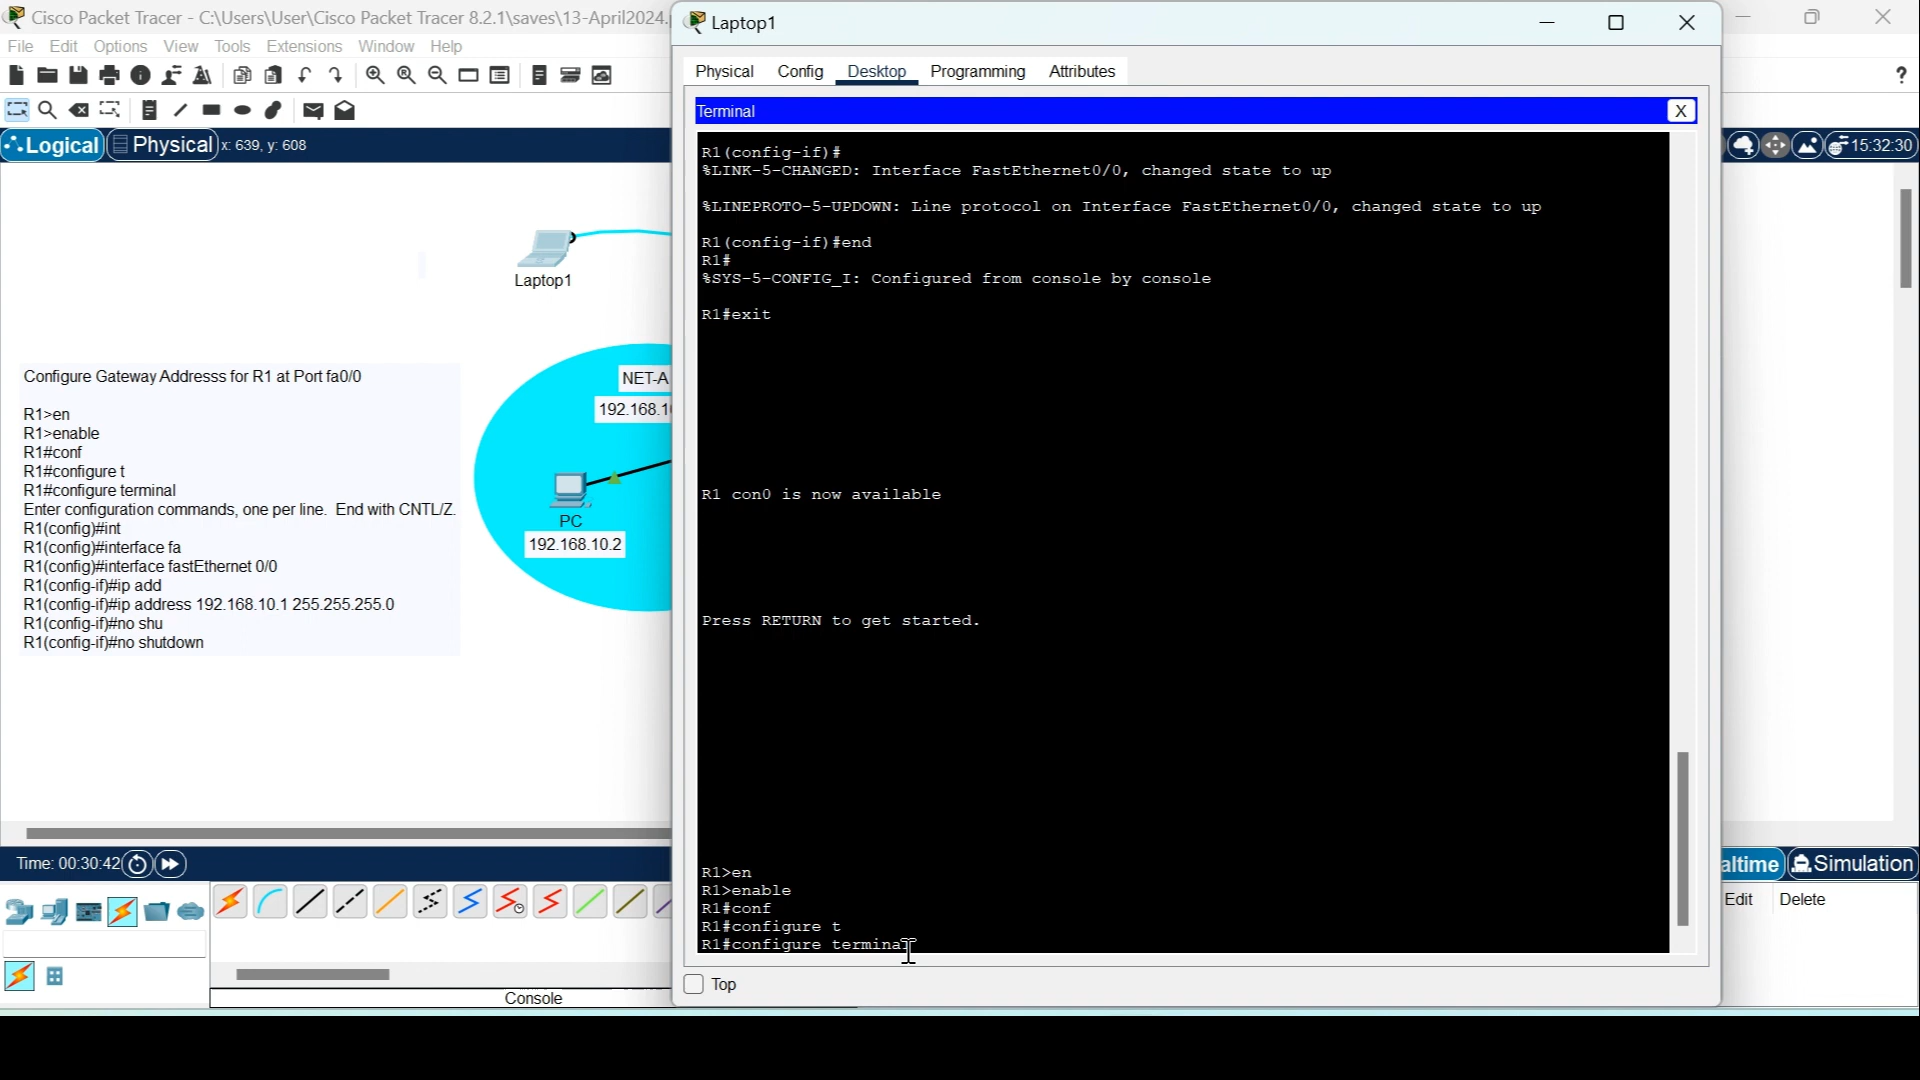 Cisco Packet Tracer - C:\Users\User\Cisco Packet Tracer 8.2.1\saves\13-April2024.
File Edit Options View Tools Extensions Window Help
?
Logical Physical x: 639, y: 608
15:32:30
Laptop1
Configure Gateway Addresss for R1 at Port fa0/0
R1>en
R1>enable
R1#conf
R1#configure t
R1#configure terminal
Enter configuration commands, one per line. End with CNTL/Z.
R1(config)#int
R1(config)#interface fa
R1(config)#interface fastEthernet 0/0
R1(config-if)#ip add
R1(config-if)#ip address 192.168.10.1 255.255.255.0
R1(config-if)#no shu
R1(config-if)#no shutdown
NET-A
192.168.1
PC
192.168.10.2
Time: 00:30:42
Console
Laptop1
Physical Config Desktop Programming Attributes
Terminal X
R1(config-if)#
%LINK-5-CHANGED: Interface FastEthernet0/0, changed state to up
%LINEPROTO-5-UPDOWN: Line protocol on Interface FastEthernet0/0, changed state to up
R1(config-if)#end
R1#
%SYS-5-CONFIG_I: Configured from console by console
R1#exit
R1 con0 is now available
Press RETURN to get started.
R1>en
R1>enable
R1#conf
R1#configure t
R1#configure terminal
Top
altime Simulation
Edit Delete